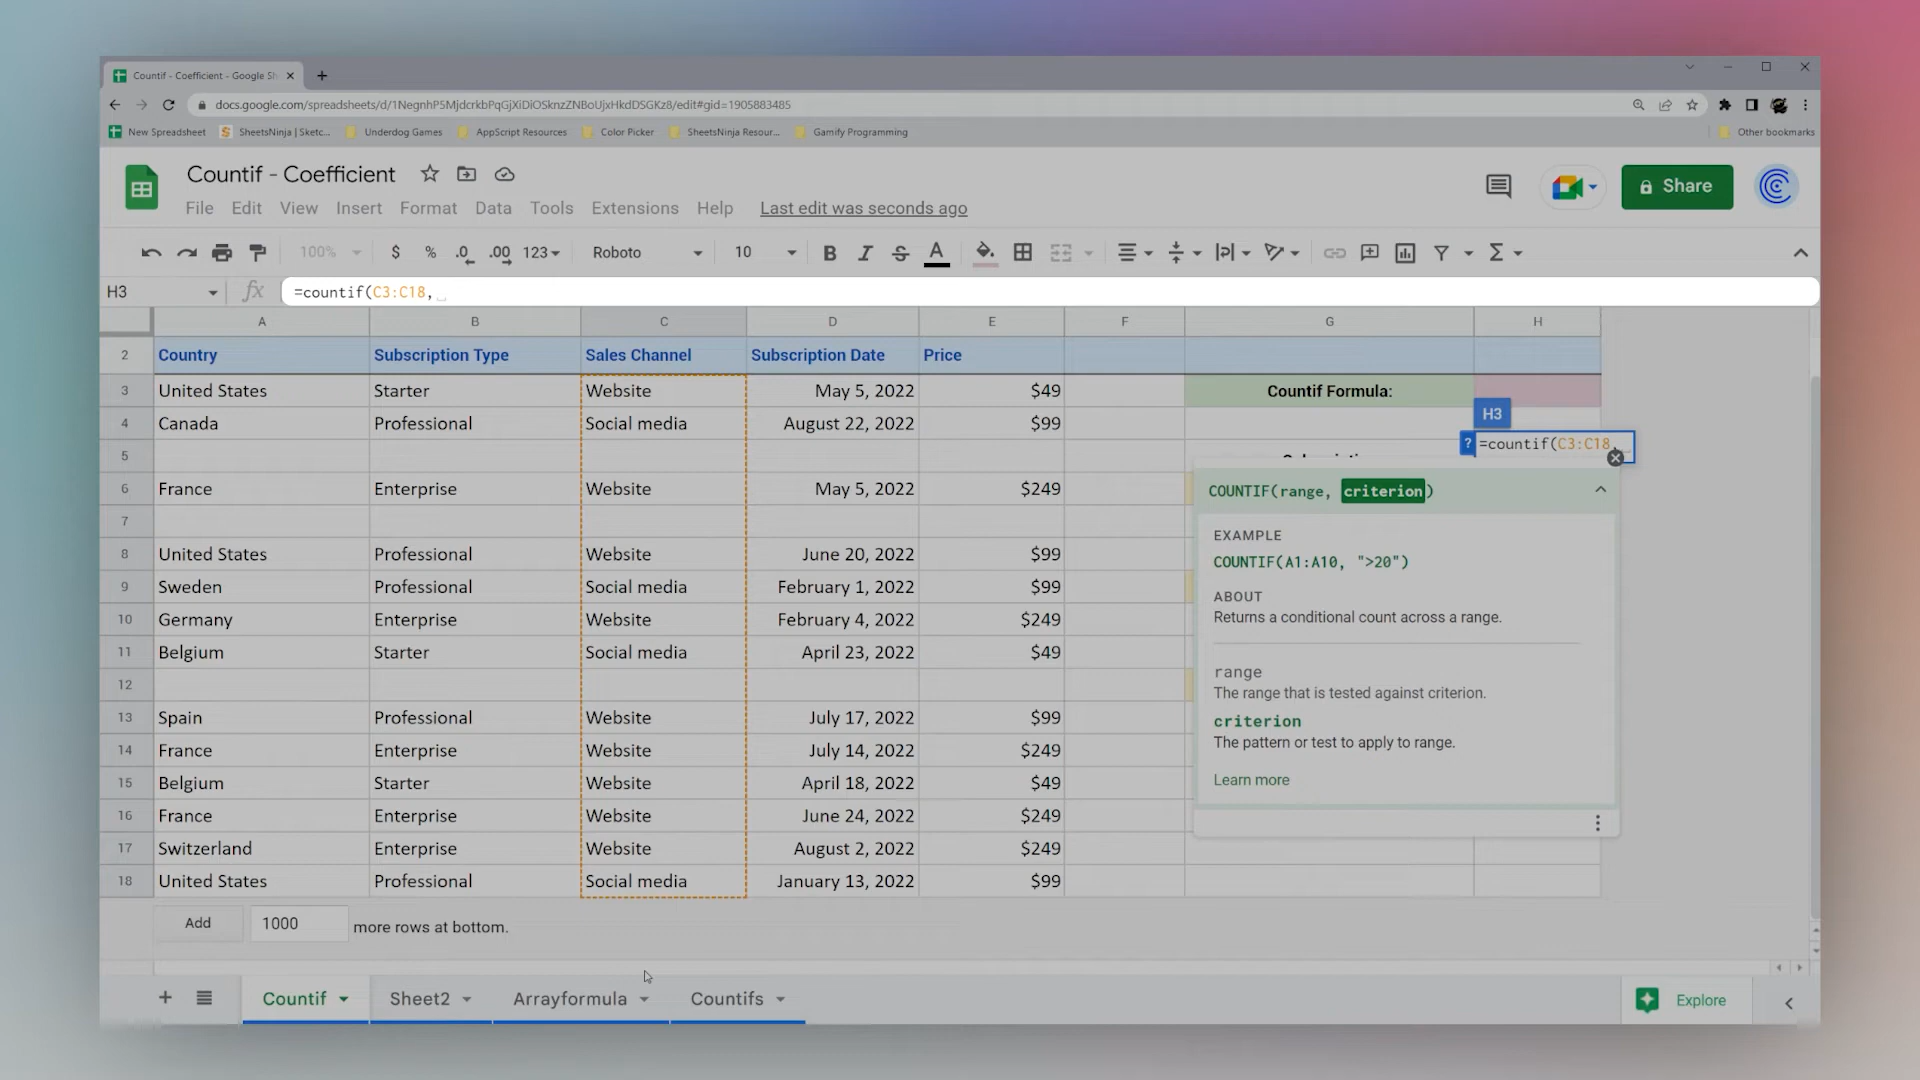 Countif - Coefficient - Google Sh
docs.google.com/spreadsheets/d/1NegnhP5MjdcrkbPqGjXiDiOSknzZNBoUjxHkdDSGKz8/edit#gid=1905883485
New Spreadsheet SheetsNinja | Sketc... Underdog Games AppScript Resources Color Picker SheetsNinja Resour... Gamify Programming Other bookmarks
Countif - Coefficient
Share
File Edit View Insert Format Data Tools Extensions Help Last edit was seconds ago
100% $ % .0 .00 123 Roboto 10 B I S A Σ
H3 fx =countif(C3:C18,
A B C D E F G H
2 Country Subscription Type Sales Channel Subscription Date Price
3 United States Starter Website May 5, 2022 $49 Countif Formula:
H3
4 Canada Professional Social media August 22, 2022 $99
? =countif(C3:C18,
5
6 France Enterprise Website May 5, 2022 $249
COUNTIF(range, criterion)
7
EXAMPLE
8 United States Professional Website June 20, 2022 $99
COUNTIF(A1:A10, ">20")
9 Sweden Professional Social media February 1, 2022 $99
ABOUT
10 Germany Enterprise Website February 4, 2022 $249
Returns a conditional count across a range.
11 Belgium Starter Social media April 23, 2022 $49
range
12
The range that is tested against criterion.
13 Spain Professional Website July 17, 2022 $99
criterion
The pattern or test to apply to range.
14 France Enterprise Website July 14, 2022 $249
Learn more
15 Belgium Starter Website April 18, 2022 $49
16 France Enterprise Website June 24, 2022 $249
17 Switzerland Enterprise Website August 2, 2022 $249
18 United States Professional Social media January 13, 2022 $99
Add 1000 more rows at bottom.
+ Countif Sheet2 Arrayformula Countifs Explore